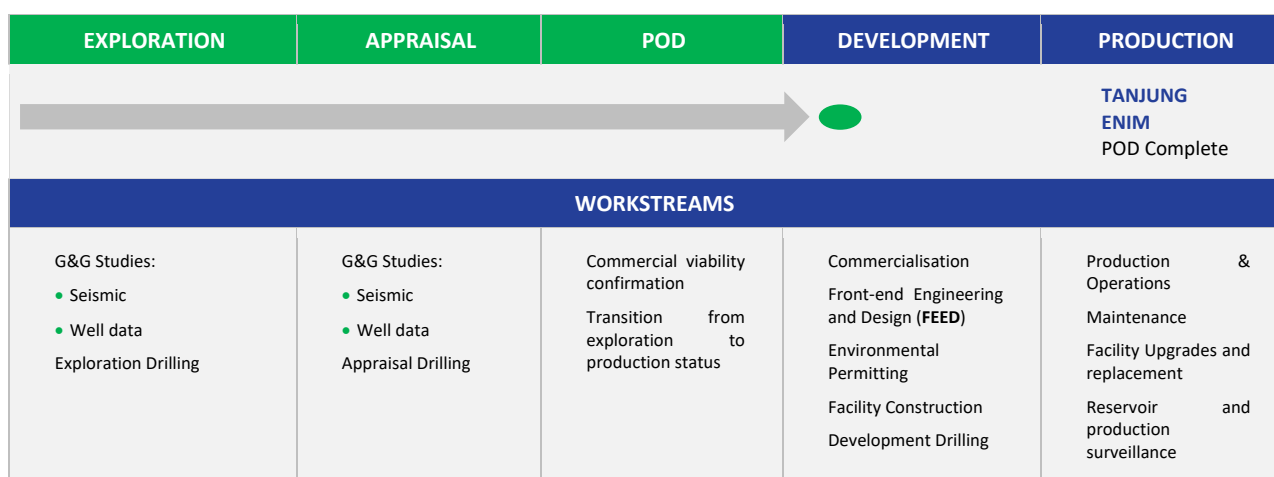 EXPLORATION
APPRAISAL
POD
DEVELOPMENT
PRODUCTION
TANJUNG
ENIM
POD Complete
WORKSTREAMS
G&G Studies:
• Seismic
• Well data
Exploration Drilling
G&G Studies:
• Seismic
• Well data
Appraisal Drilling
Commercial viability
confirmation
Transition from
exploration to
production status
Commercialisation
Front-end Engineering
and Design (FEED)
Environmental
Permitting
Facility Construction
Development Drilling
Production &
Operations
Maintenance
Facility Upgrades and
replacement
Reservoir and
production
surveillance